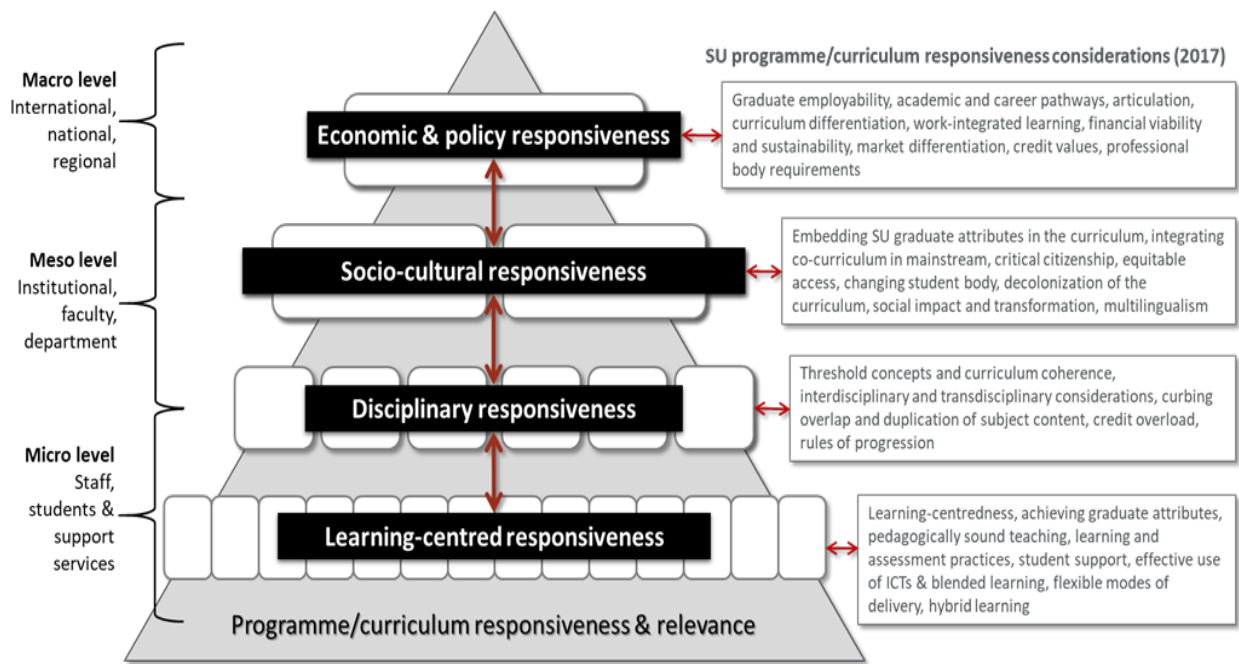 SU programme/curriculum responsiveness considerations (2017)
Macro level
International,
national,
regional
Economic & policy responsiveness
Graduate employability, academic and career pathways, articulation,
curriculum differentiation, work-integrated learning, financial viability
and sustainability, market differentiation, credit values, professional
body requirements
Meso level
Institutional,
faculty,
department
Socio-cultural responsiveness
Embedding SU graduate attributes in the curriculum, integrating
co-curriculum in mainstream, critical citizenship, equitable
access, changing student body, decolonization of the
curriculum, social impact and transformation, multilingualism
Disciplinary responsiveness
Threshold concepts and curriculum coherence,
interdisciplinary and transdisciplinary considerations, curbing
overlap and duplication of subject content, credit overload,
rules of progression
Micro level
Staff,
students &
support
services
Learning-centred responsiveness
Learning-centredness, achieving graduate attributes,
pedagogically sound teaching, learning and
assessment practices, student support, effective use
of ICTs & blended learning, flexible modes of
delivery, hybrid learning
Programme/curriculum responsiveness & relevance